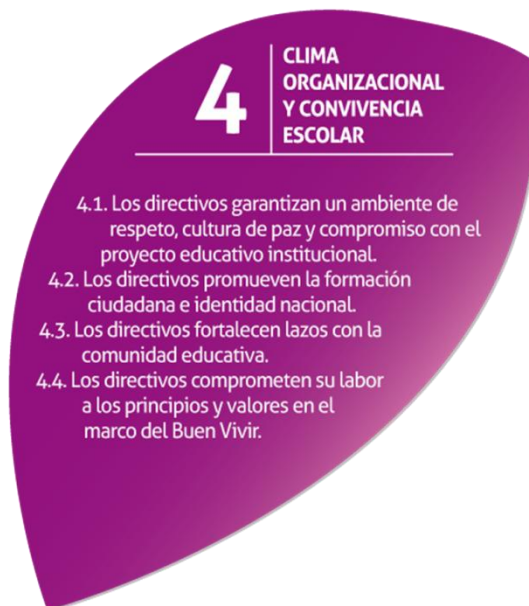 4
CLIMA
ORGANIZACIONAL
Y CONVIVENCIA
ESCOLAR
4.1. Los directivos garantizan un ambiente de
respeto, cultura de paz y compromiso con el
proyecto educativo institucional.
4.2. Los directivos promueven la formación
ciudadana e identidad nacional.
4.3. Los directivos fortalecen lazos con la
comunidad educativa.
4.4. Los directivos comprometen su labor
a los principios y valores en el
marco del Buen Vivir.